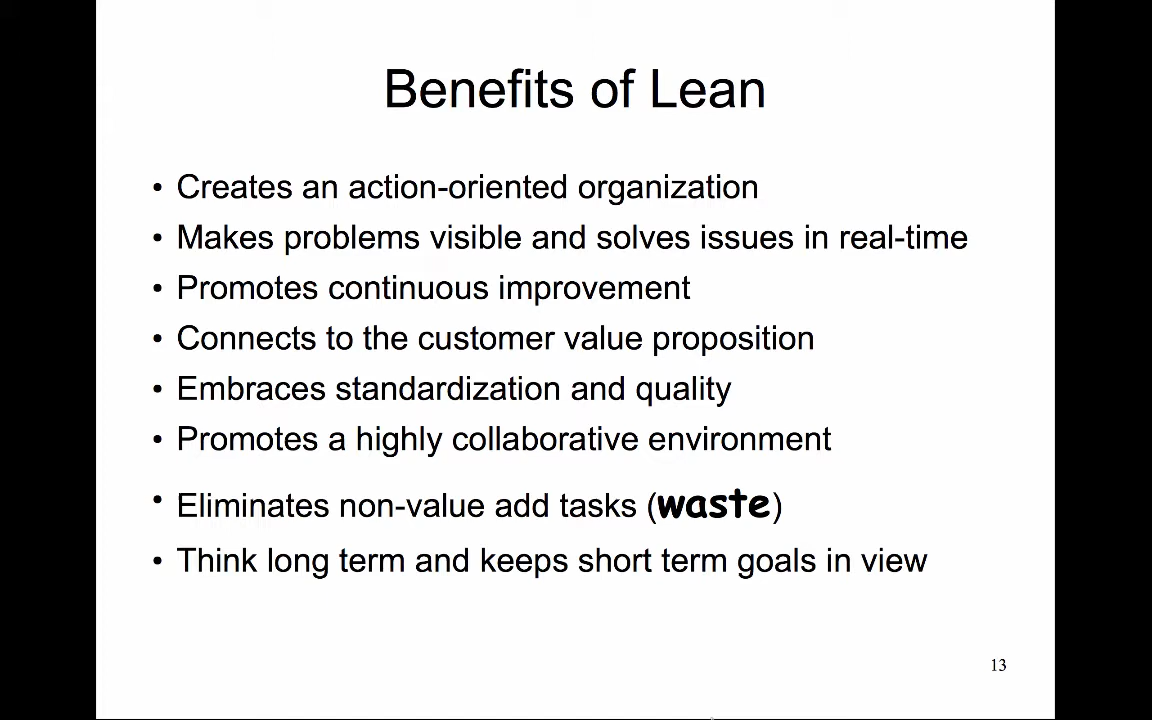 Benefits of Lean
• Creates an action-oriented organization
• Makes problems visible and solves issues in real-time
• Promotes continuous improvement
• Connects to the customer value proposition
• Embraces standardization and quality
• Promotes a highly collaborative environment
• Eliminates non-value add tasks (waste)
• Think long term and keeps short term goals in view
13